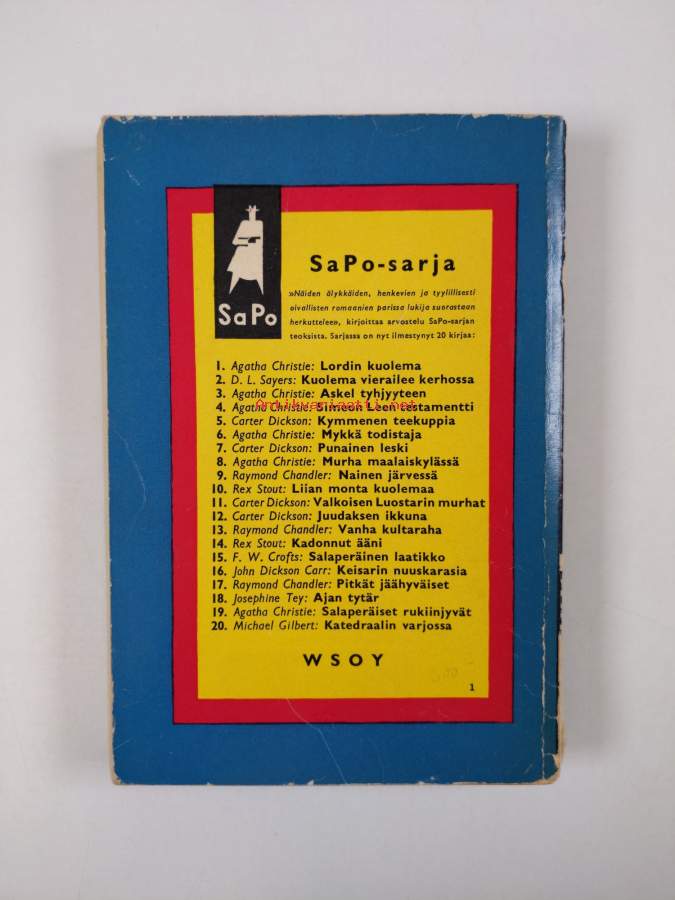 SaPo
SaPo-sarja
»Näiden älykkäiden, henkevien ja tyylillisesti
oivallisten romaanien parissa lukija suorastaan
herkuttelee», kirjoittaa arvostelu SaPo-sarjan
teoksista. Sarjassa on nyt ilmestynyt 20 kirjaa:
1. Agatha Christie: Lordin kuolema
2. D. L. Sayers: Kuolema vierailee kerhossa
3. Agatha Christie: Askel tyhjyyteen
Antikvariaatti.net
4. Agatha Christie: Simeon Leen testamentti
5. Carter Dickson: Kymmenen teekuppia
6. Agatha Christie: Mykkä todistaja
7. Carter Dickson: Punainen leski
8. Agatha Christie: Murha maalaiskylässä
9. Raymond Chandler: Nainen järvessä
10. Rex Stout: Liian monta kuolemaa
11. Carter Dickson: Valkoisen Luostarin murhat
12. Carter Dickson: Juudaksen ikkuna
13. Raymond Chandler: Vanha kultaraha
14. Rex Stout: Kadonnut ääni
15. F. W. Crofts: Salaperäinen laatikko
16. John Dickson Carr: Keisarin nuuskarasia
17. Raymond Chandler: Pitkät jäähyväiset
18. Josephine Tey: Ajan tytär
19. Agatha Christie: Salaperäiset rukiinjyvät
20. Michael Gilbert: Katedraalin varjossa
WSOY
1